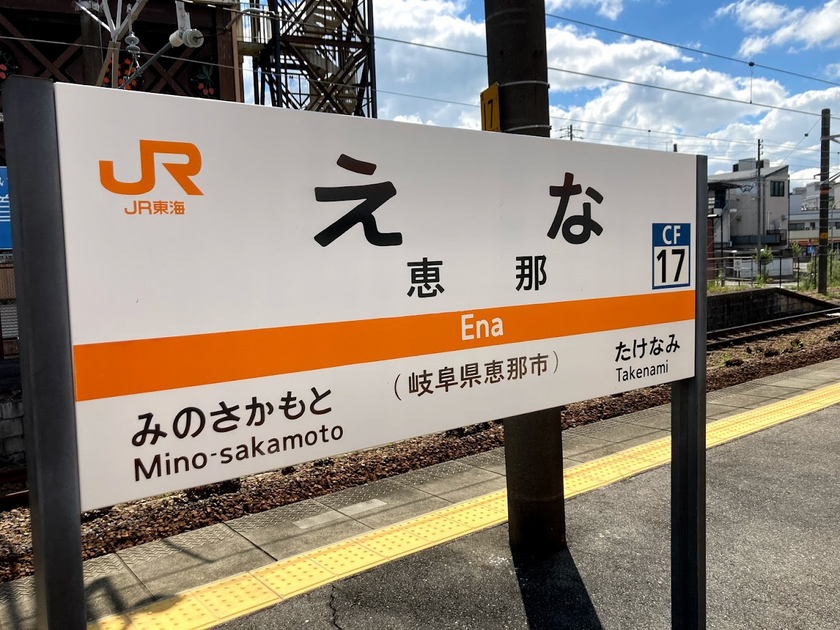 JR
JR東海
えな
恵那
CF
17
Ena
みのさかもと
Mino-sakamoto
(岐阜県恵那市)
たけなみ
Takenami
17